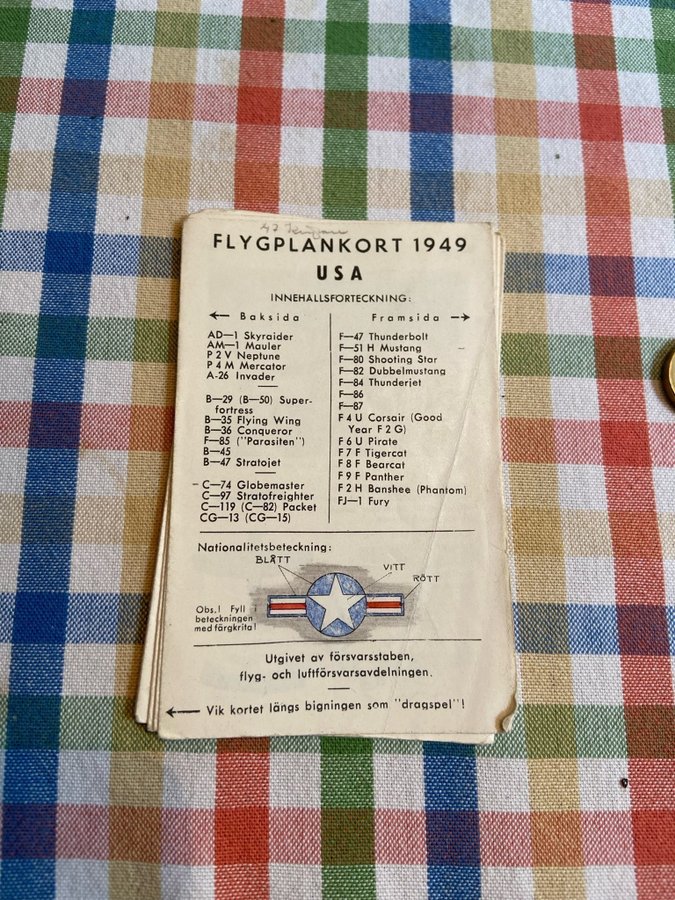 FLYGPLANKORT 1949
USA
INNEHALLSFORTECKNING:
← Baksida
AD—1 Skyraider
AM—1 Mauler
P 2 V Neptune
P 4 M Mercator
A-26 Invader
B—29 (B—50) Super-
fortress
B—35 Flying Wing
B—36 Conqueror
F—85 ("Parasiten")
B—45
B—47 Stratojet
C—74 Globemaster
C—97 Stratofreighter
C—119 (C—82) Packet
CG—13 (CG—15)
Framsida →
F—47 Thunderbolt
F—51 H Mustang
F—80 Shooting Star
F—82 Dubbelmustang
F—84 Thunderjet
F—86
F—87
F 4 U Corsair (Good
Year F 2 G)
F 6 U Pirate
F 7 F Tigercat
F 8 F Bearcat
F 9 F Panther
F 2 H Banshee (Phantom)
FJ—1 Fury
Nationalitetsbeteckning:
BLÅTT
VITT
RÖTT
Obs.! Fyll i
beteckningen
med färgkrita!
Utgivet av försvarsstaben,
flyg- och luftförsvarsavdelningen.
← Vik kortet längs bigningen som "dragspel"!